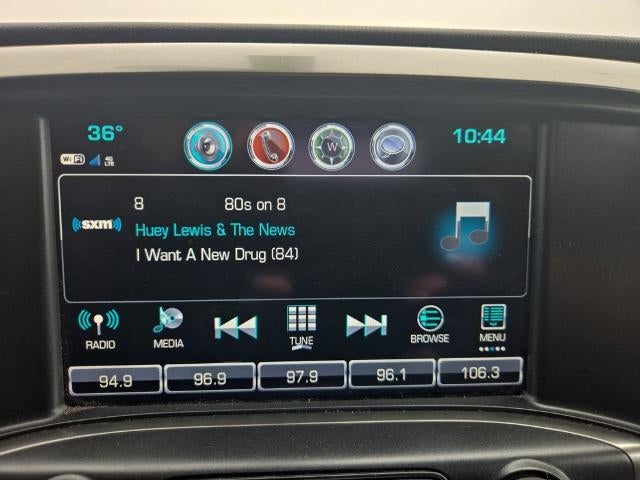 36° 10:44
WiFi 4G LTE W
8 80s on 8
((sxm))
Huey Lewis & The News
I Want A New Drug (84)
RADIO MEDIA TUNE BROWSE MENU
94.9 96.9 97.9 96.1 106.3